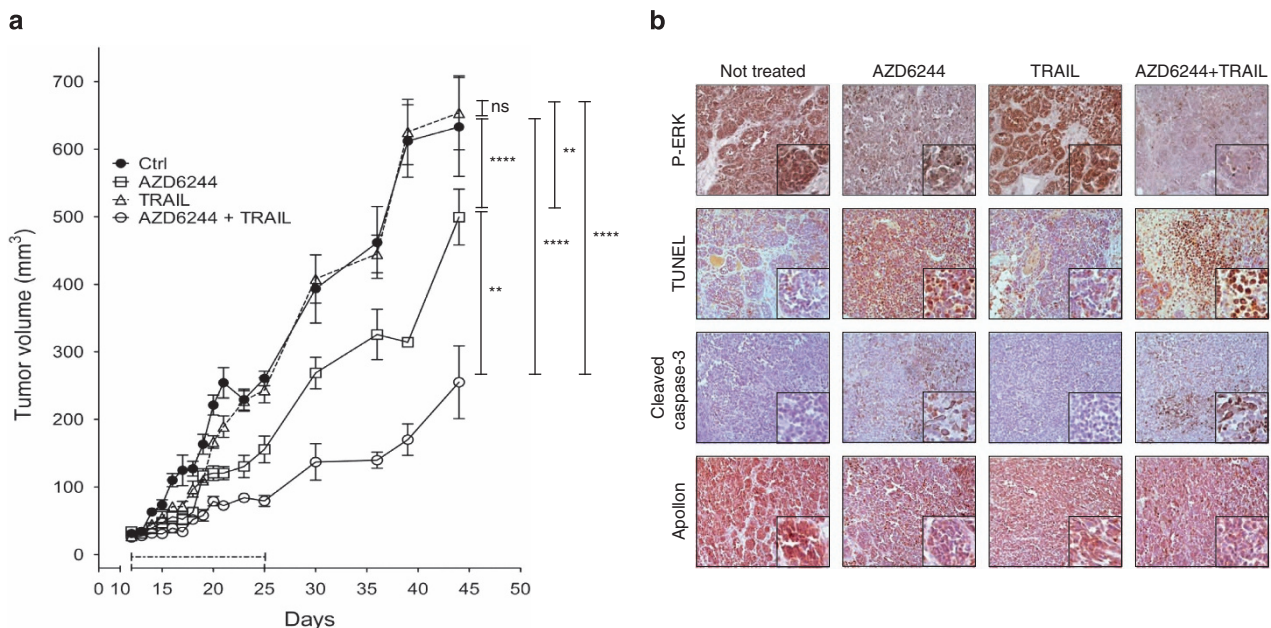 a
Tumor volume (mm³)
700
600
500
400
300
200
100
0
Ctrl
AZD6244
TRAIL
AZD6244 + TRAIL
ns
****
**
**
****
****
0 10 15 20 25 30 35 40 45 50
Days
b
Not treated AZD6244 TRAIL AZD6244+TRAIL
P-ERK
TUNEL
Cleaved
caspase-3
Apollon